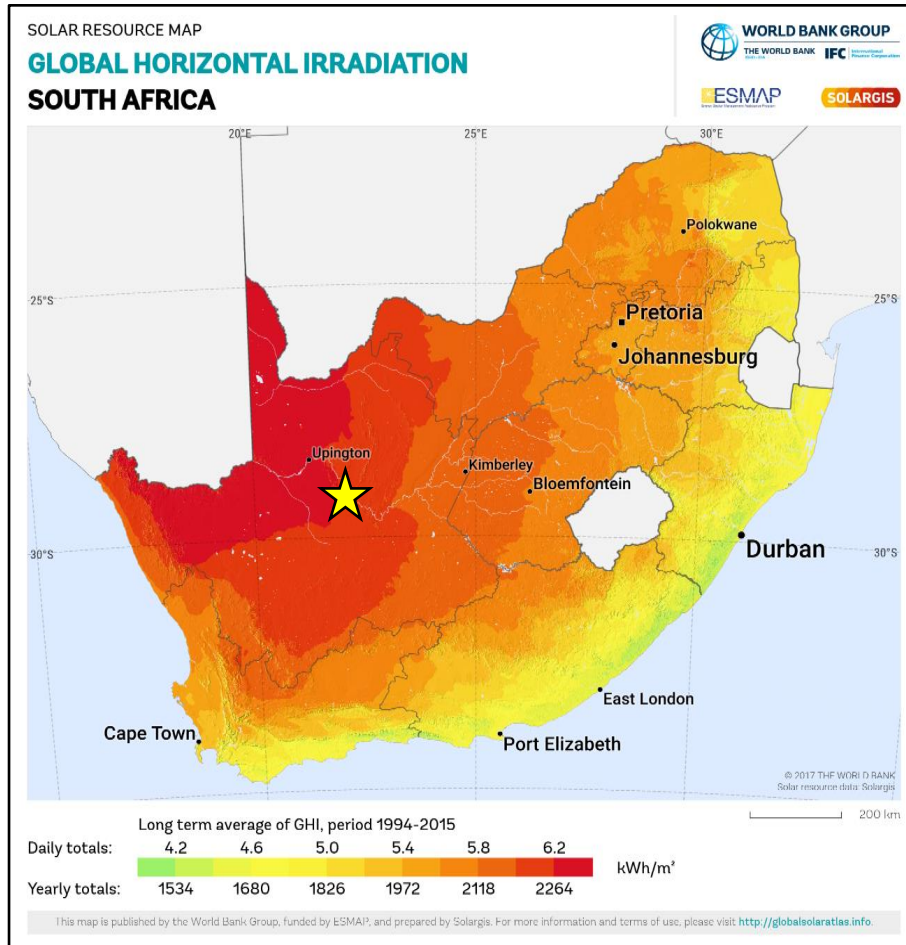 SOLAR RESOURCE MAP
GLOBAL HORIZONTAL IRRADIATION
SOUTH AFRICA
WORLD BANK GROUP
THE WORLD BANK
IFC International Finance Corporation
ESMAP
SOLARGIS
20°E
25°E
30°E
Polokwane
25°S
25°S
Pretoria
Johannesburg
Upington
Kimberley
Bloemfontein
30°S
30°S
Durban
East London
Cape Town
Port Elizabeth
© 2017 THE WORLD BANK
Solar resource data: Solargis
200 km
Long term average of GHI, period 1994-2015
Daily totals: 4.2 4.6 5.0 5.4 5.8 6.2
kWh/m²
Yearly totals: 1534 1680 1826 1972 2118 2264
This map is published by the World Bank Group, funded by ESMAP, and prepared by Solargis. For more information and terms of use, please visit http://globalsolaratlas.info.